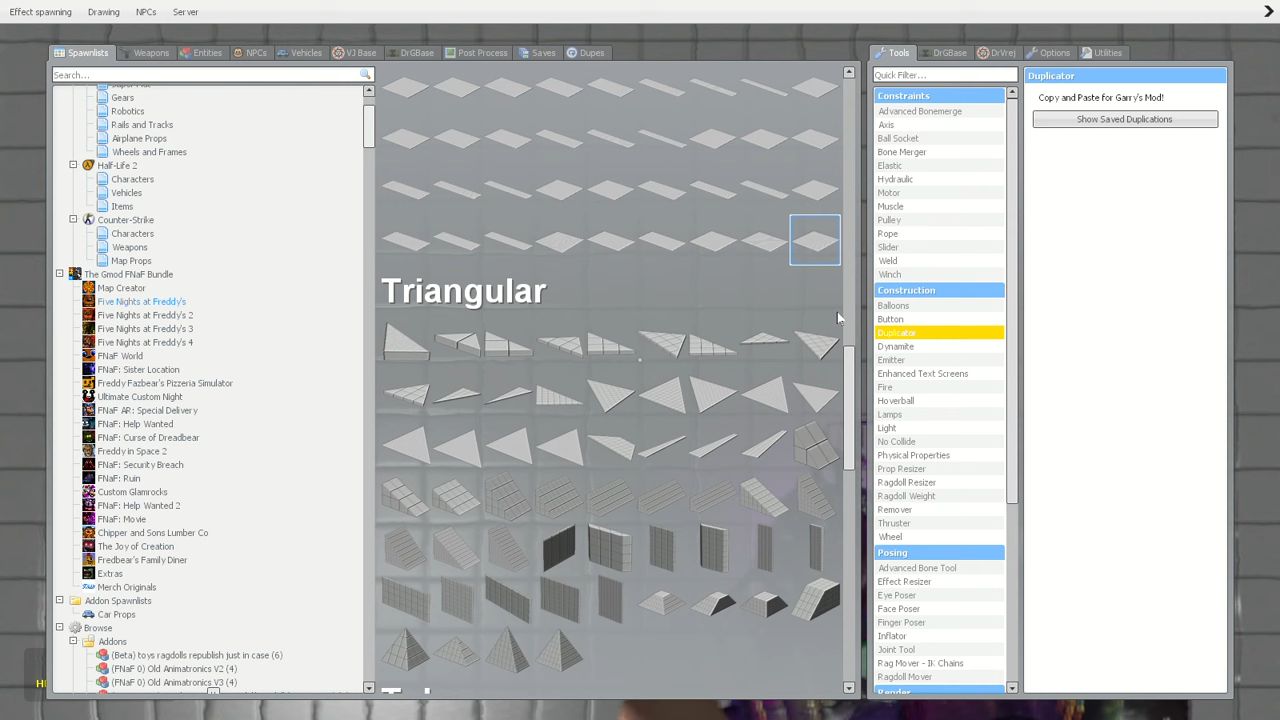 Effect spawning Drawing NPCs Server
Spawnlists Weapons Entities NPCs Vehicles VJ Base DrGBase Post Process Saves Dupes
Search...
Gears
Robotics
Rails and Tracks
Airplane Props
Wheels and Frames
Half-Life 2
Characters
Vehicles
Items
Counter-Strike
Characters
Weapons
Map Props
The Gmod FNaF Bundle
Map Creator
Five Nights at Freddy's
Five Nights at Freddy's 2
Five Nights at Freddy's 3
Five Nights at Freddy's 4
FNaF World
FNaF: Sister Location
Freddy Fazbear's Pizzeria Simulator
Ultimate Custom Night
FNaF AR: Special Delivery
FNaF: Help Wanted
FNaF: Curse of Dreadbear
Freddy in Space 2
FNaF: Security Breach
FNaF: Ruin
Custom Glamrocks
FNaF: Help Wanted 2
FNaF: Movie
Chipper and Sons Lumber Co
The Joy of Creation
Fredbear's Family Diner
Extras
Merch Originals
Addon Spawnlists
Car Props
Browse
Addons
(Beta) toys ragdolls republish just in case (6)
(FNaF 0) Old Animatronics V2 (4)
(FNaF 0) Old Animatronics V3 (4)
Triangular
Tools DrGBase DrVrej Options Utilities
Quick Filter...
Constraints
Advanced Bonemerge
Axis
Ball Socket
Bone Merger
Elastic
Hydraulic
Motor
Muscle
Pulley
Rope
Slider
Weld
Winch
Construction
Balloons
Button
Duplicator
Dynamite
Emitter
Enhanced Text Screens
Fire
Hoverball
Lamps
Light
No Collide
Physical Properties
Prop Resizer
Ragdoll Resizer
Ragdoll Weight
Remover
Thruster
Wheel
Posing
Advanced Bone Tool
Effect Resizer
Eye Poser
Face Poser
Finger Poser
Inflator
Joint Tool
Rag Mover - IK Chains
Ragdoll Mover
Render
Duplicator
Copy and Paste for Garry's Mod!
Show Saved Duplications